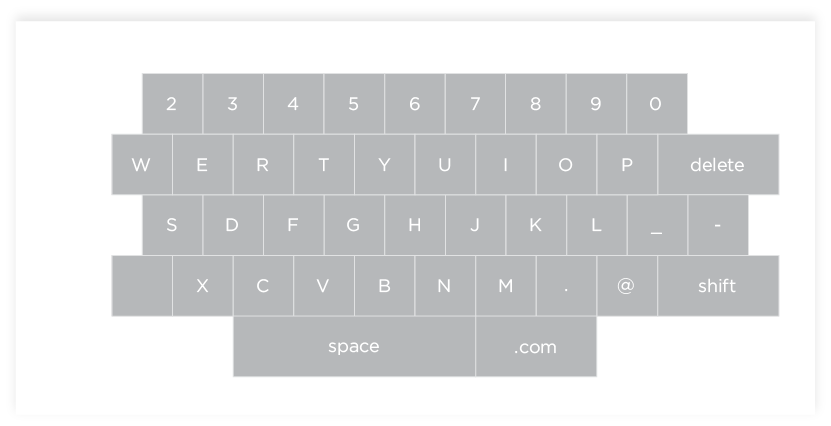 2 3 4 5 6 7 8 9 0
W E R T Y U I O P delete
S D F G H J K L _ -
X C V B N M . @ shift
space .com